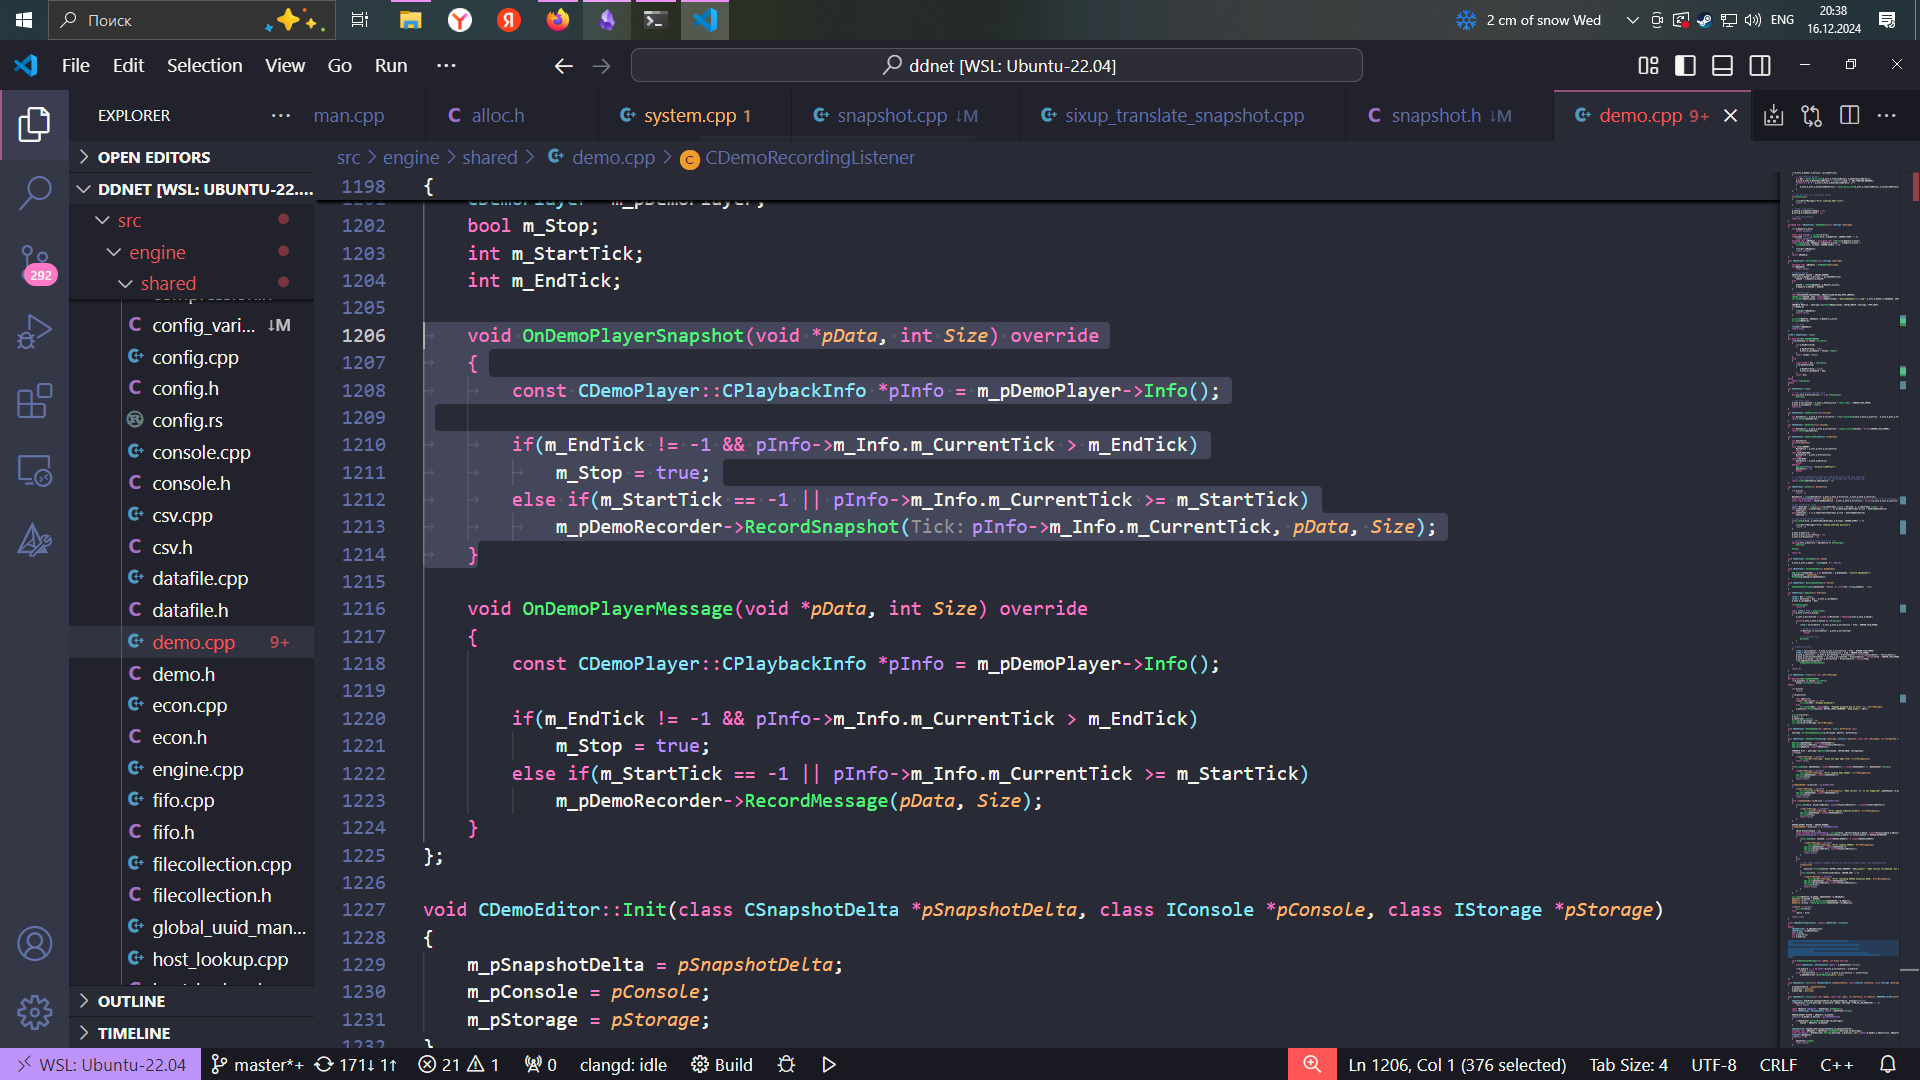 Поиск
2 cm of snow Wed
ENG
20:38
16.12.2024
File Edit Selection View Go Run ···
ddnet [WSL: Ubuntu-22.04]
EXPLORER ···
man.cpp
alloc.h
system.cpp 1
snapshot.cpp ↓M
sixup_translate_snapshot.cpp
snapshot.h ↓M
demo.cpp 9+
OPEN EDITORS
DDNET [WSL: UBUNTU-22....
src
engine
shared
config_vari... ↓M
config.cpp
config.h
config.rs
console.cpp
console.h
csv.cpp
csv.h
datafile.cpp
datafile.h
demo.cpp 9+
demo.h
econ.cpp
econ.h
engine.cpp
fifo.cpp
fifo.h
filecollection.cpp
filecollection.h
global_uuid_man...
host_lookup.cpp
OUTLINE
TIMELINE
292
src > engine > shared > demo.cpp > CDemoRecordingListener
1198 {
1201 CDemoPlayer *m_pDemoPlayer;
1202 bool m_Stop;
1203 int m_StartTick;
1204 int m_EndTick;
1205
1206 void OnDemoPlayerSnapshot(void *pData, int Size) override
1207 {
1208 const CDemoPlayer::CPlaybackInfo *pInfo = m_pDemoPlayer->Info();
1209
1210 if(m_EndTick != -1 && pInfo->m_Info.m_CurrentTick > m_EndTick)
1211 m_Stop = true;
1212 else if(m_StartTick == -1 || pInfo->m_Info.m_CurrentTick >= m_StartTick)
1213 m_pDemoRecorder->RecordSnapshot(Tick: pInfo->m_Info.m_CurrentTick, pData, Size);
1214 }
1215
1216 void OnDemoPlayerMessage(void *pData, int Size) override
1217 {
1218 const CDemoPlayer::CPlaybackInfo *pInfo = m_pDemoPlayer->Info();
1219
1220 if(m_EndTick != -1 && pInfo->m_Info.m_CurrentTick > m_EndTick)
1221 m_Stop = true;
1222 else if(m_StartTick == -1 || pInfo->m_Info.m_CurrentTick >= m_StartTick)
1223 m_pDemoRecorder->RecordMessage(pData, Size);
1224 }
1225 };
1226
1227 void CDemoEditor::Init(class CSnapshotDelta *pSnapshotDelta, class IConsole *pConsole, class IStorage *pStorage)
1228 {
1229 m_pSnapshotDelta = pSnapshotDelta;
1230 m_pConsole = pConsole;
1231 m_pStorage = pStorage;
1232 }
WSL: Ubuntu-22.04 master*+ 171↓ 1↑ 21 1 0 clangd: idle Build
Ln 1206, Col 1 (376 selected) Tab Size: 4 UTF-8 CRLF C++